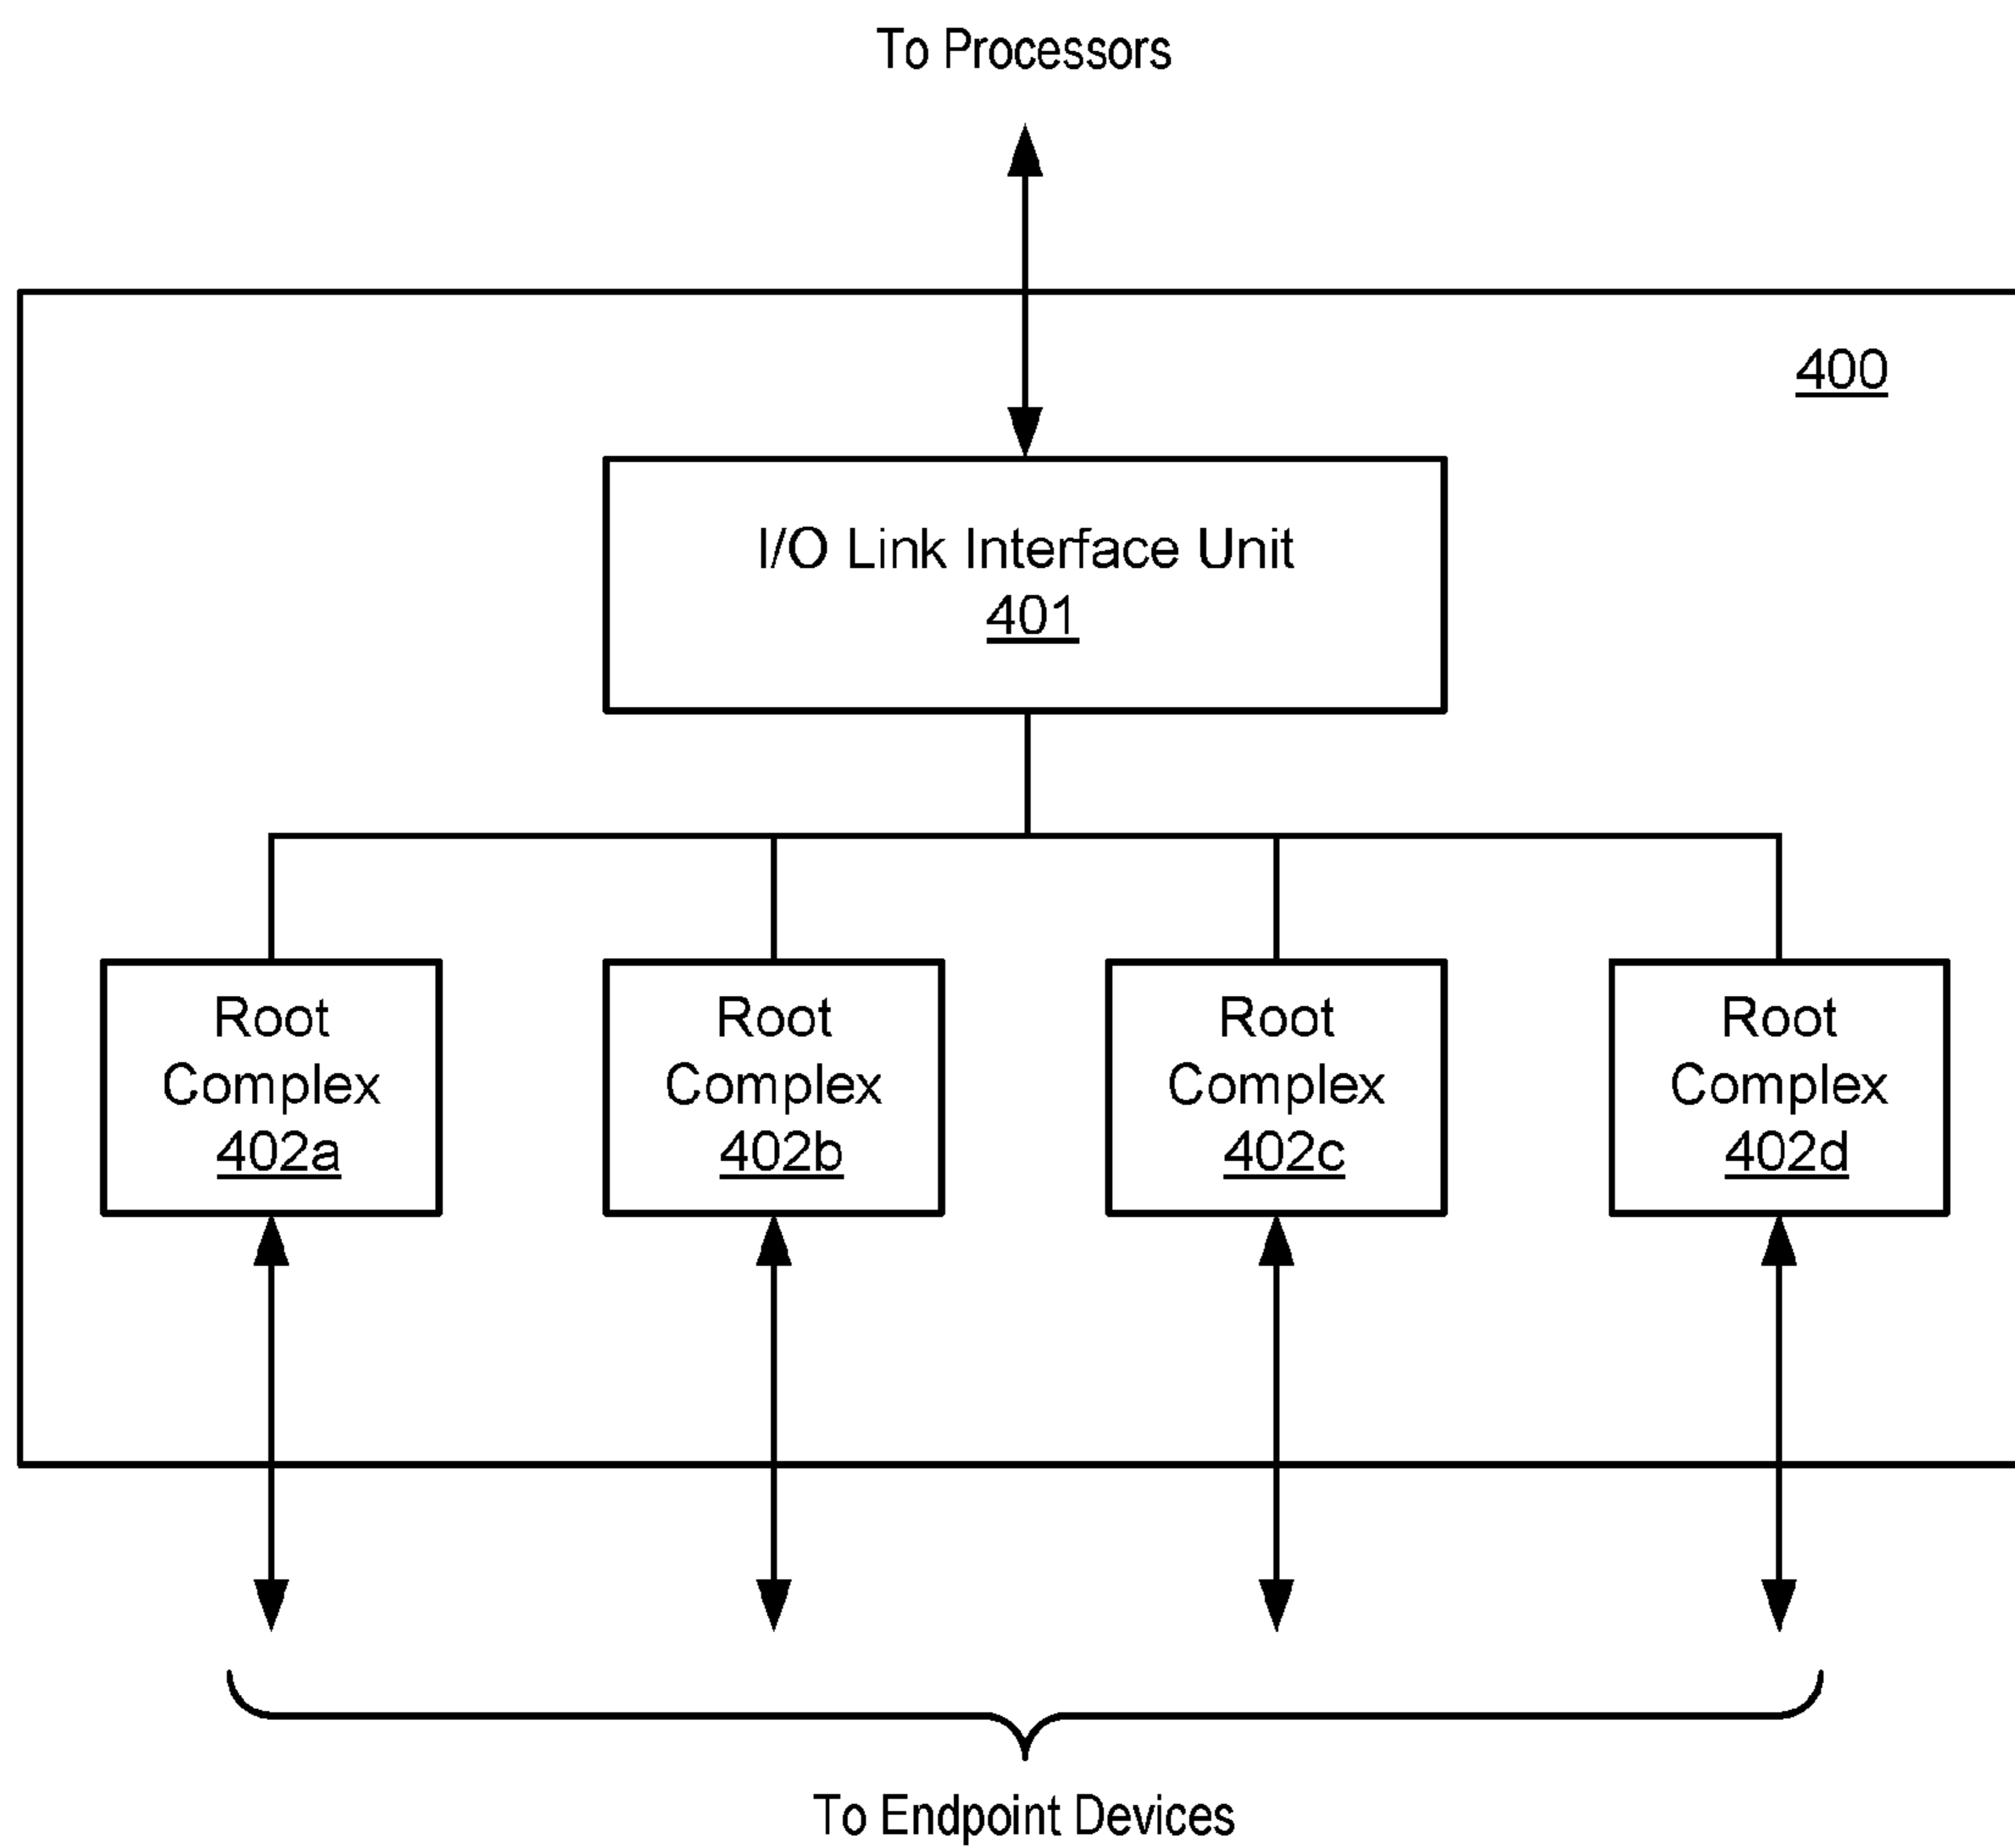 To Processors
400
I/O Link Interface Unit
401
Root
Complex
402a
Root
Complex
402b
Root
Complex
402c
Root
Complex
402d
To Endpoint Devices